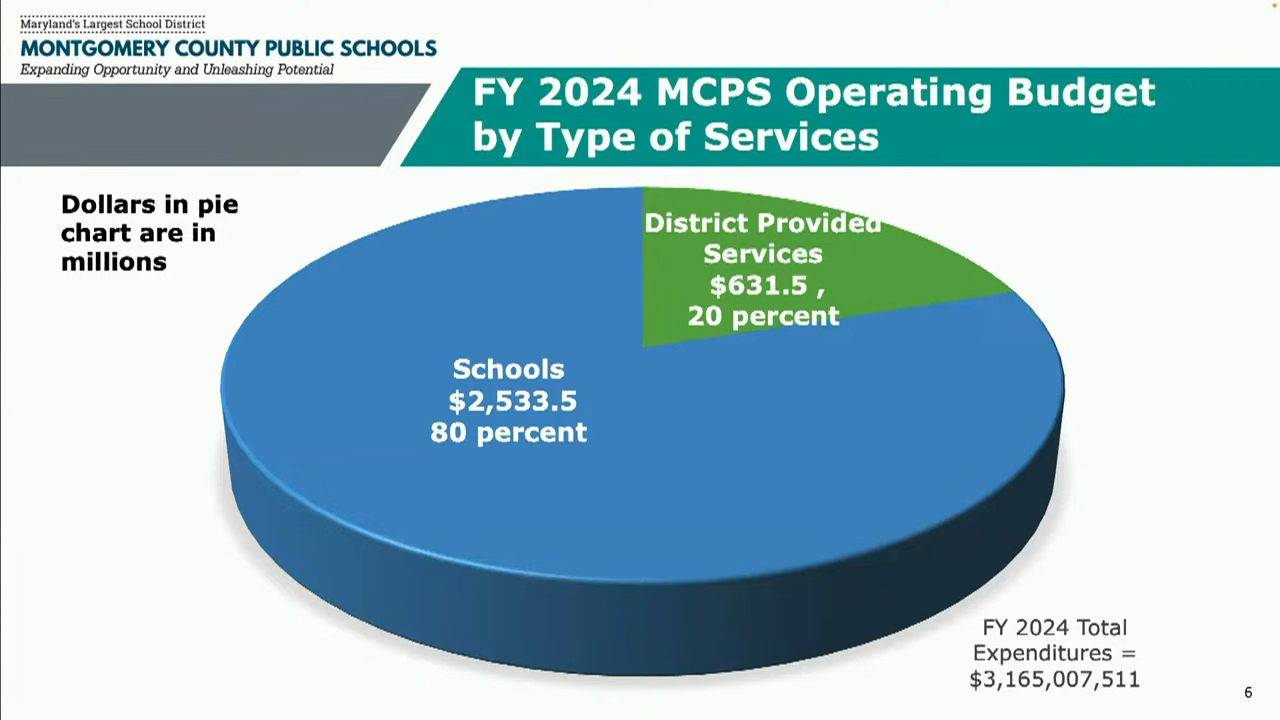 Maryland's Largest School District
MONTGOMERY COUNTY PUBLIC SCHOOLS
Expanding Opportunity and Unleashing Potential
FY 2024 MCPS Operating Budget
by Type of Services
Dollars in pie
chart are in
millions
District Provided
Services
$631.5 ,
20 percent
Schools
$2,533.5
80 percent
FY 2024 Total
Expenditures =
$3,165,007,511
6